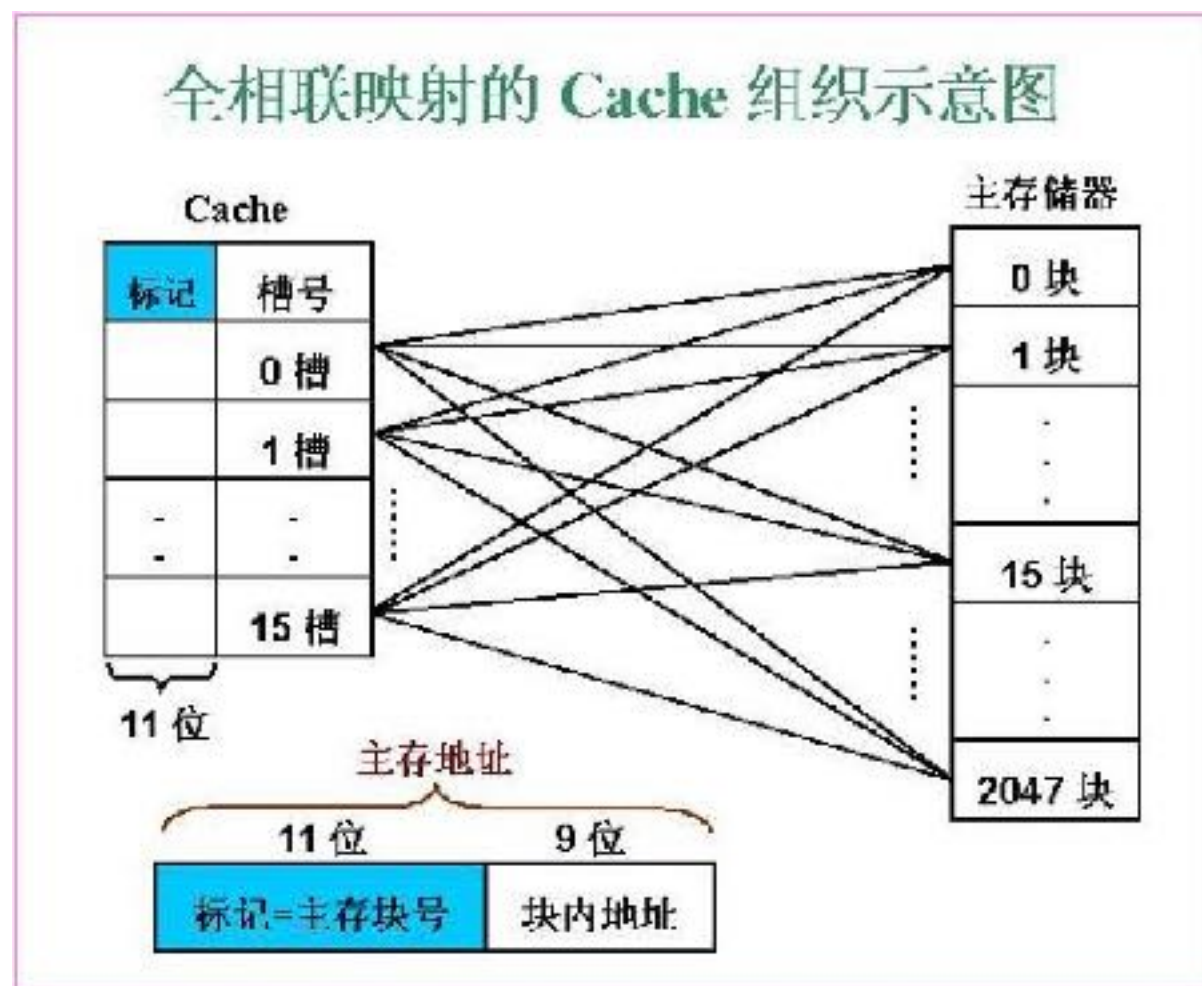 全相联映射的 Cache 组织示意图
Cache
标记 槽号
0 槽
1 槽
15 槽
11 位
主存储器
0 块
1 块
15 块
2047 块
主存地址
11 位 9 位
标记=主存块号 块内地址